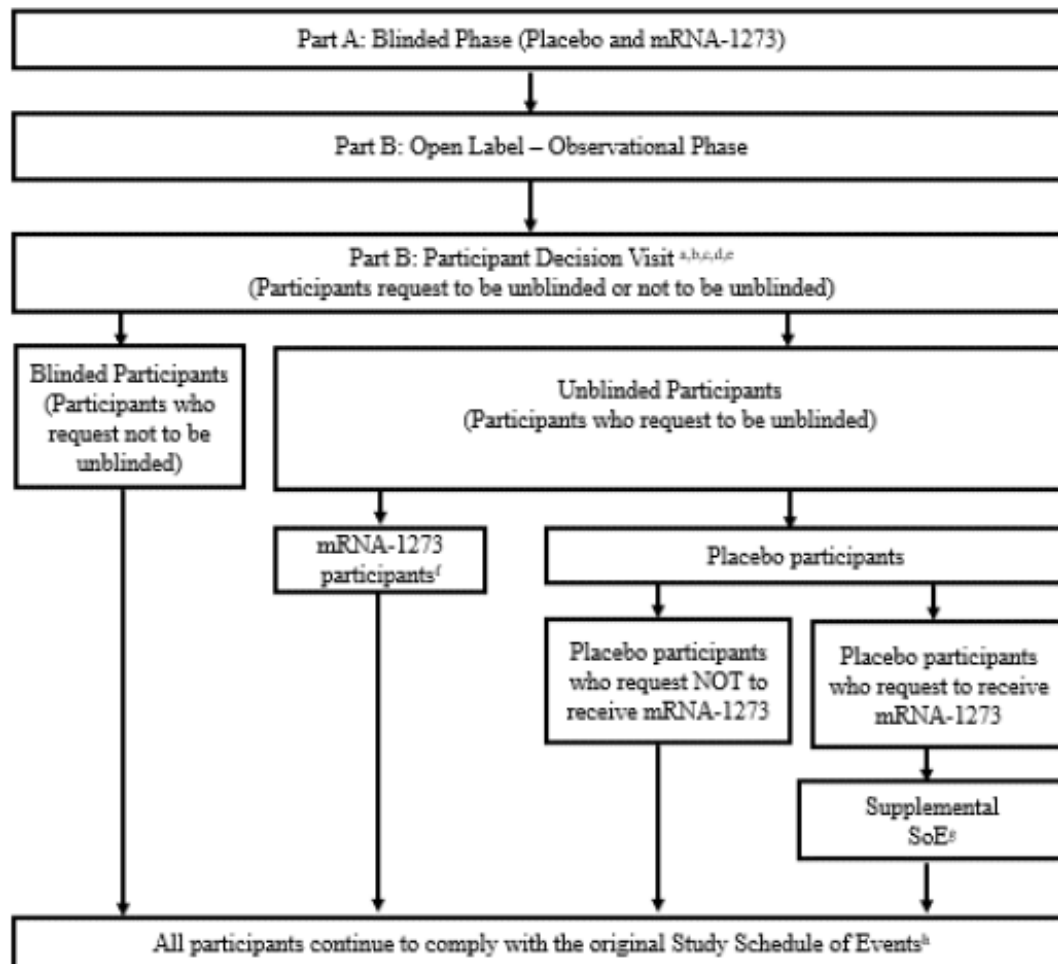 Part A: Blinded Phase (Placebo and mRNA-1273)
Part B: Open Label – Observational Phase
Part B: Participant Decision Visit a,b,c,d,e
(Participants request to be unblinded or not to be unblinded)
Blinded Participants
(Participants who
request not to be
unblinded)
Unblinded Participants
(Participants who request to be unblinded)
mRNA-1273
participantsf
Placebo participants
Placebo participants
who request NOT to
receive mRNA-1273
Placebo participants
who request to receive
mRNA-1273
Supplemental
SoEg
All participants continue to comply with the original Study Schedule of Eventsh